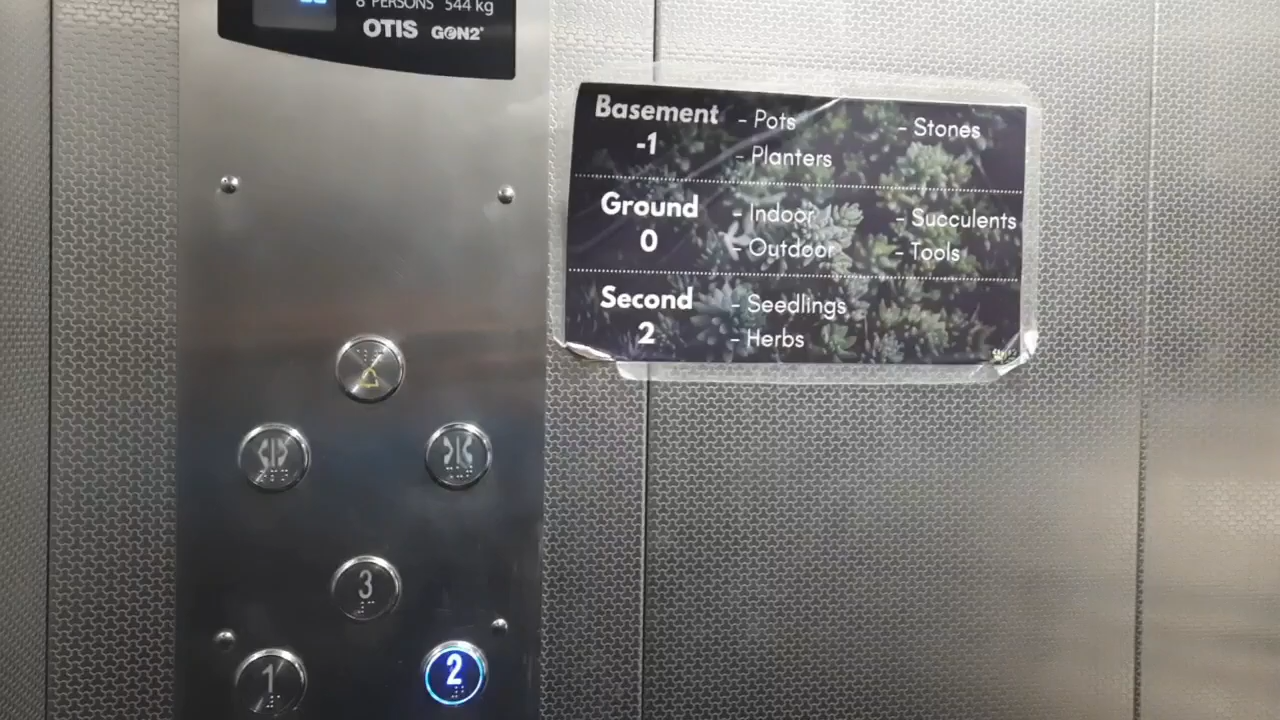 8 PERSONS 544 kg
OTIS GeN2
Basement
-1
- Pots
- Planters
- Stones
Ground
0
- Indoor
- Outdoor
- Succulents
- Tools
Second
2
- Seedlings
- Herbs
3
1
2